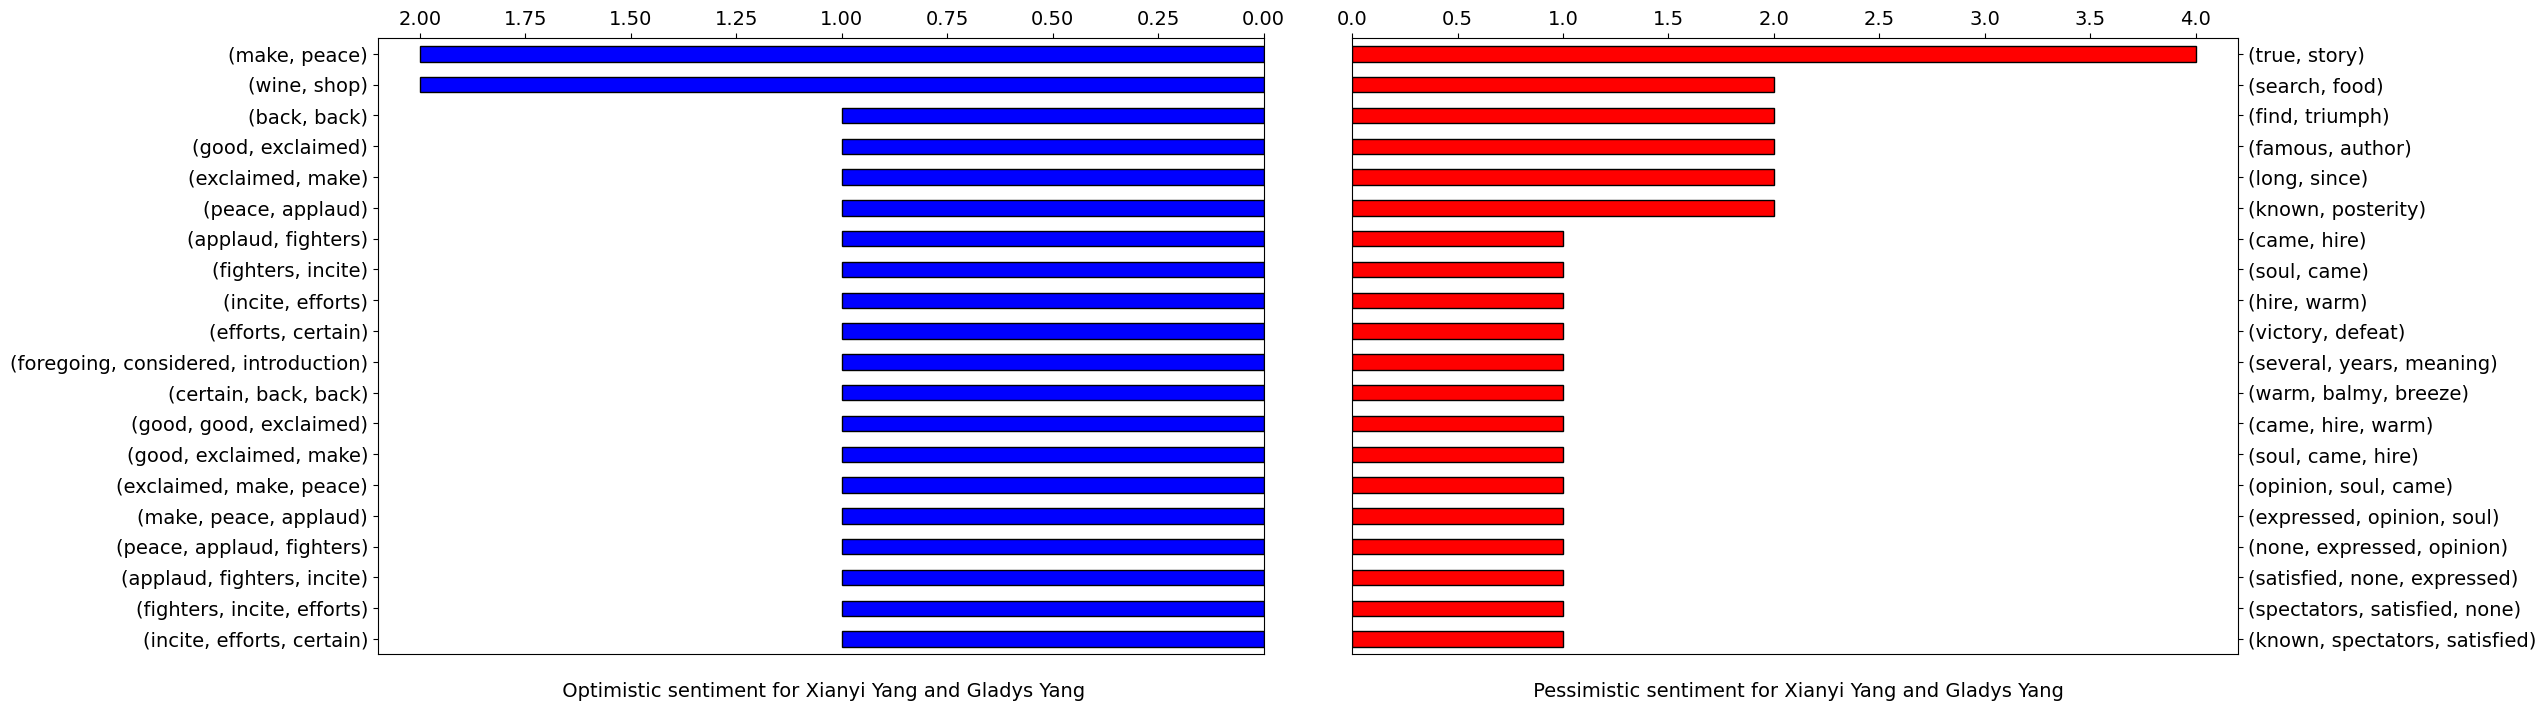 2.00 1.75 1.50 1.25 1.00 0.75 0.50 0.25 0.00
(make, peace)
(wine, shop)
(back, back)
(good, exclaimed)
(exclaimed, make)
(peace, applaud)
(applaud, fighters)
(fighters, incite)
(incite, efforts)
(efforts, certain)
(foregoing, considered, introduction)
(certain, back, back)
(good, good, exclaimed)
(good, exclaimed, make)
(exclaimed, make, peace)
(make, peace, applaud)
(peace, applaud, fighters)
(applaud, fighters, incite)
(fighters, incite, efforts)
(incite, efforts, certain)
Optimistic sentiment for Xianyi Yang and Gladys Yang
0.0 0.5 1.0 1.5 2.0 2.5 3.0 3.5 4.0
(true, story)
(search, food)
(find, triumph)
(famous, author)
(long, since)
(known, posterity)
(came, hire)
(soul, came)
(hire, warm)
(victory, defeat)
(several, years, meaning)
(warm, balmy, breeze)
(came, hire, warm)
(soul, came, hire)
(opinion, soul, came)
(expressed, opinion, soul)
(none, expressed, opinion)
(satisfied, none, expressed)
(spectators, satisfied, none)
(known, spectators, satisfied)
Pessimistic sentiment for Xianyi Yang and Gladys Yang